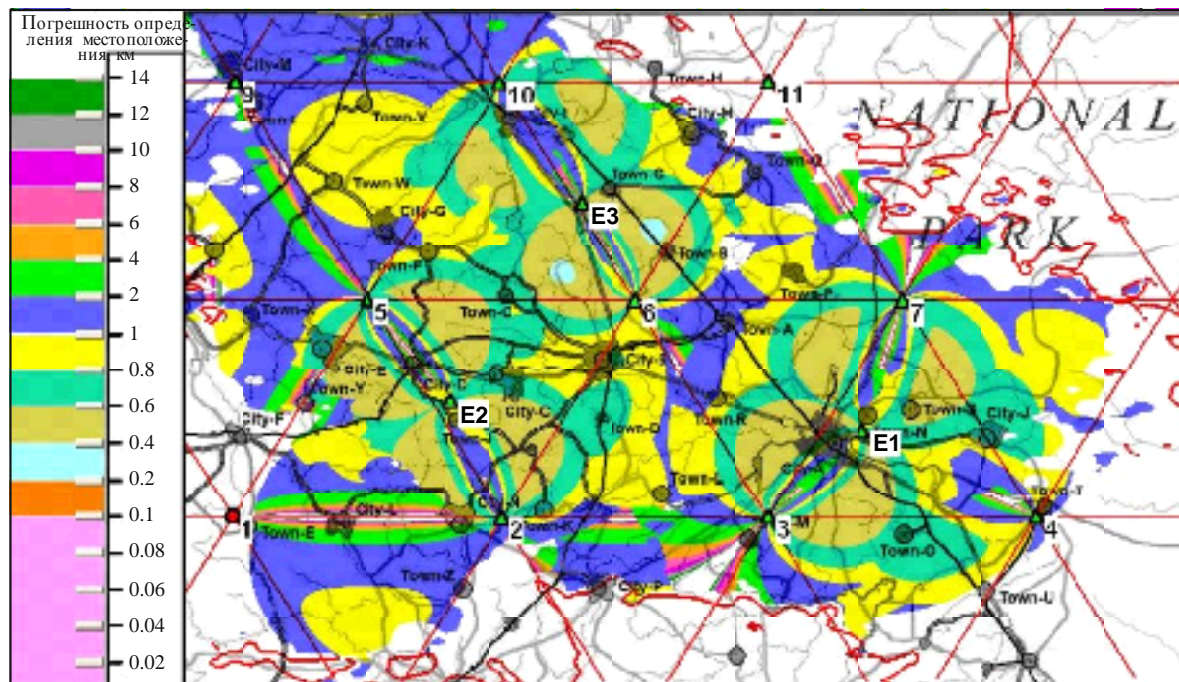 Погрешность опреде-
ления местоположе-
ния, км
14
12
10
8
6
4
2
1
0.8
0.6
0.4
0.2
0.1
0.08
0.06
0.04
0.02
City-K
City-M
9
10
11
Town-H
Town-V
City-H
NATIONAL
Town-W
Town-G
City-G
E3
PARK
Town-F
Town-B
Town-P
Town-X
5
Town-C
6
7
Town-A
City-E
Town-Y
City-C
City-F
E2
Town-D
Town-R
City-J
E1
1
City-L
Town-E
2
Town-K
3
Town-O
4
Town-T
Town-Z
City-P
Town-U